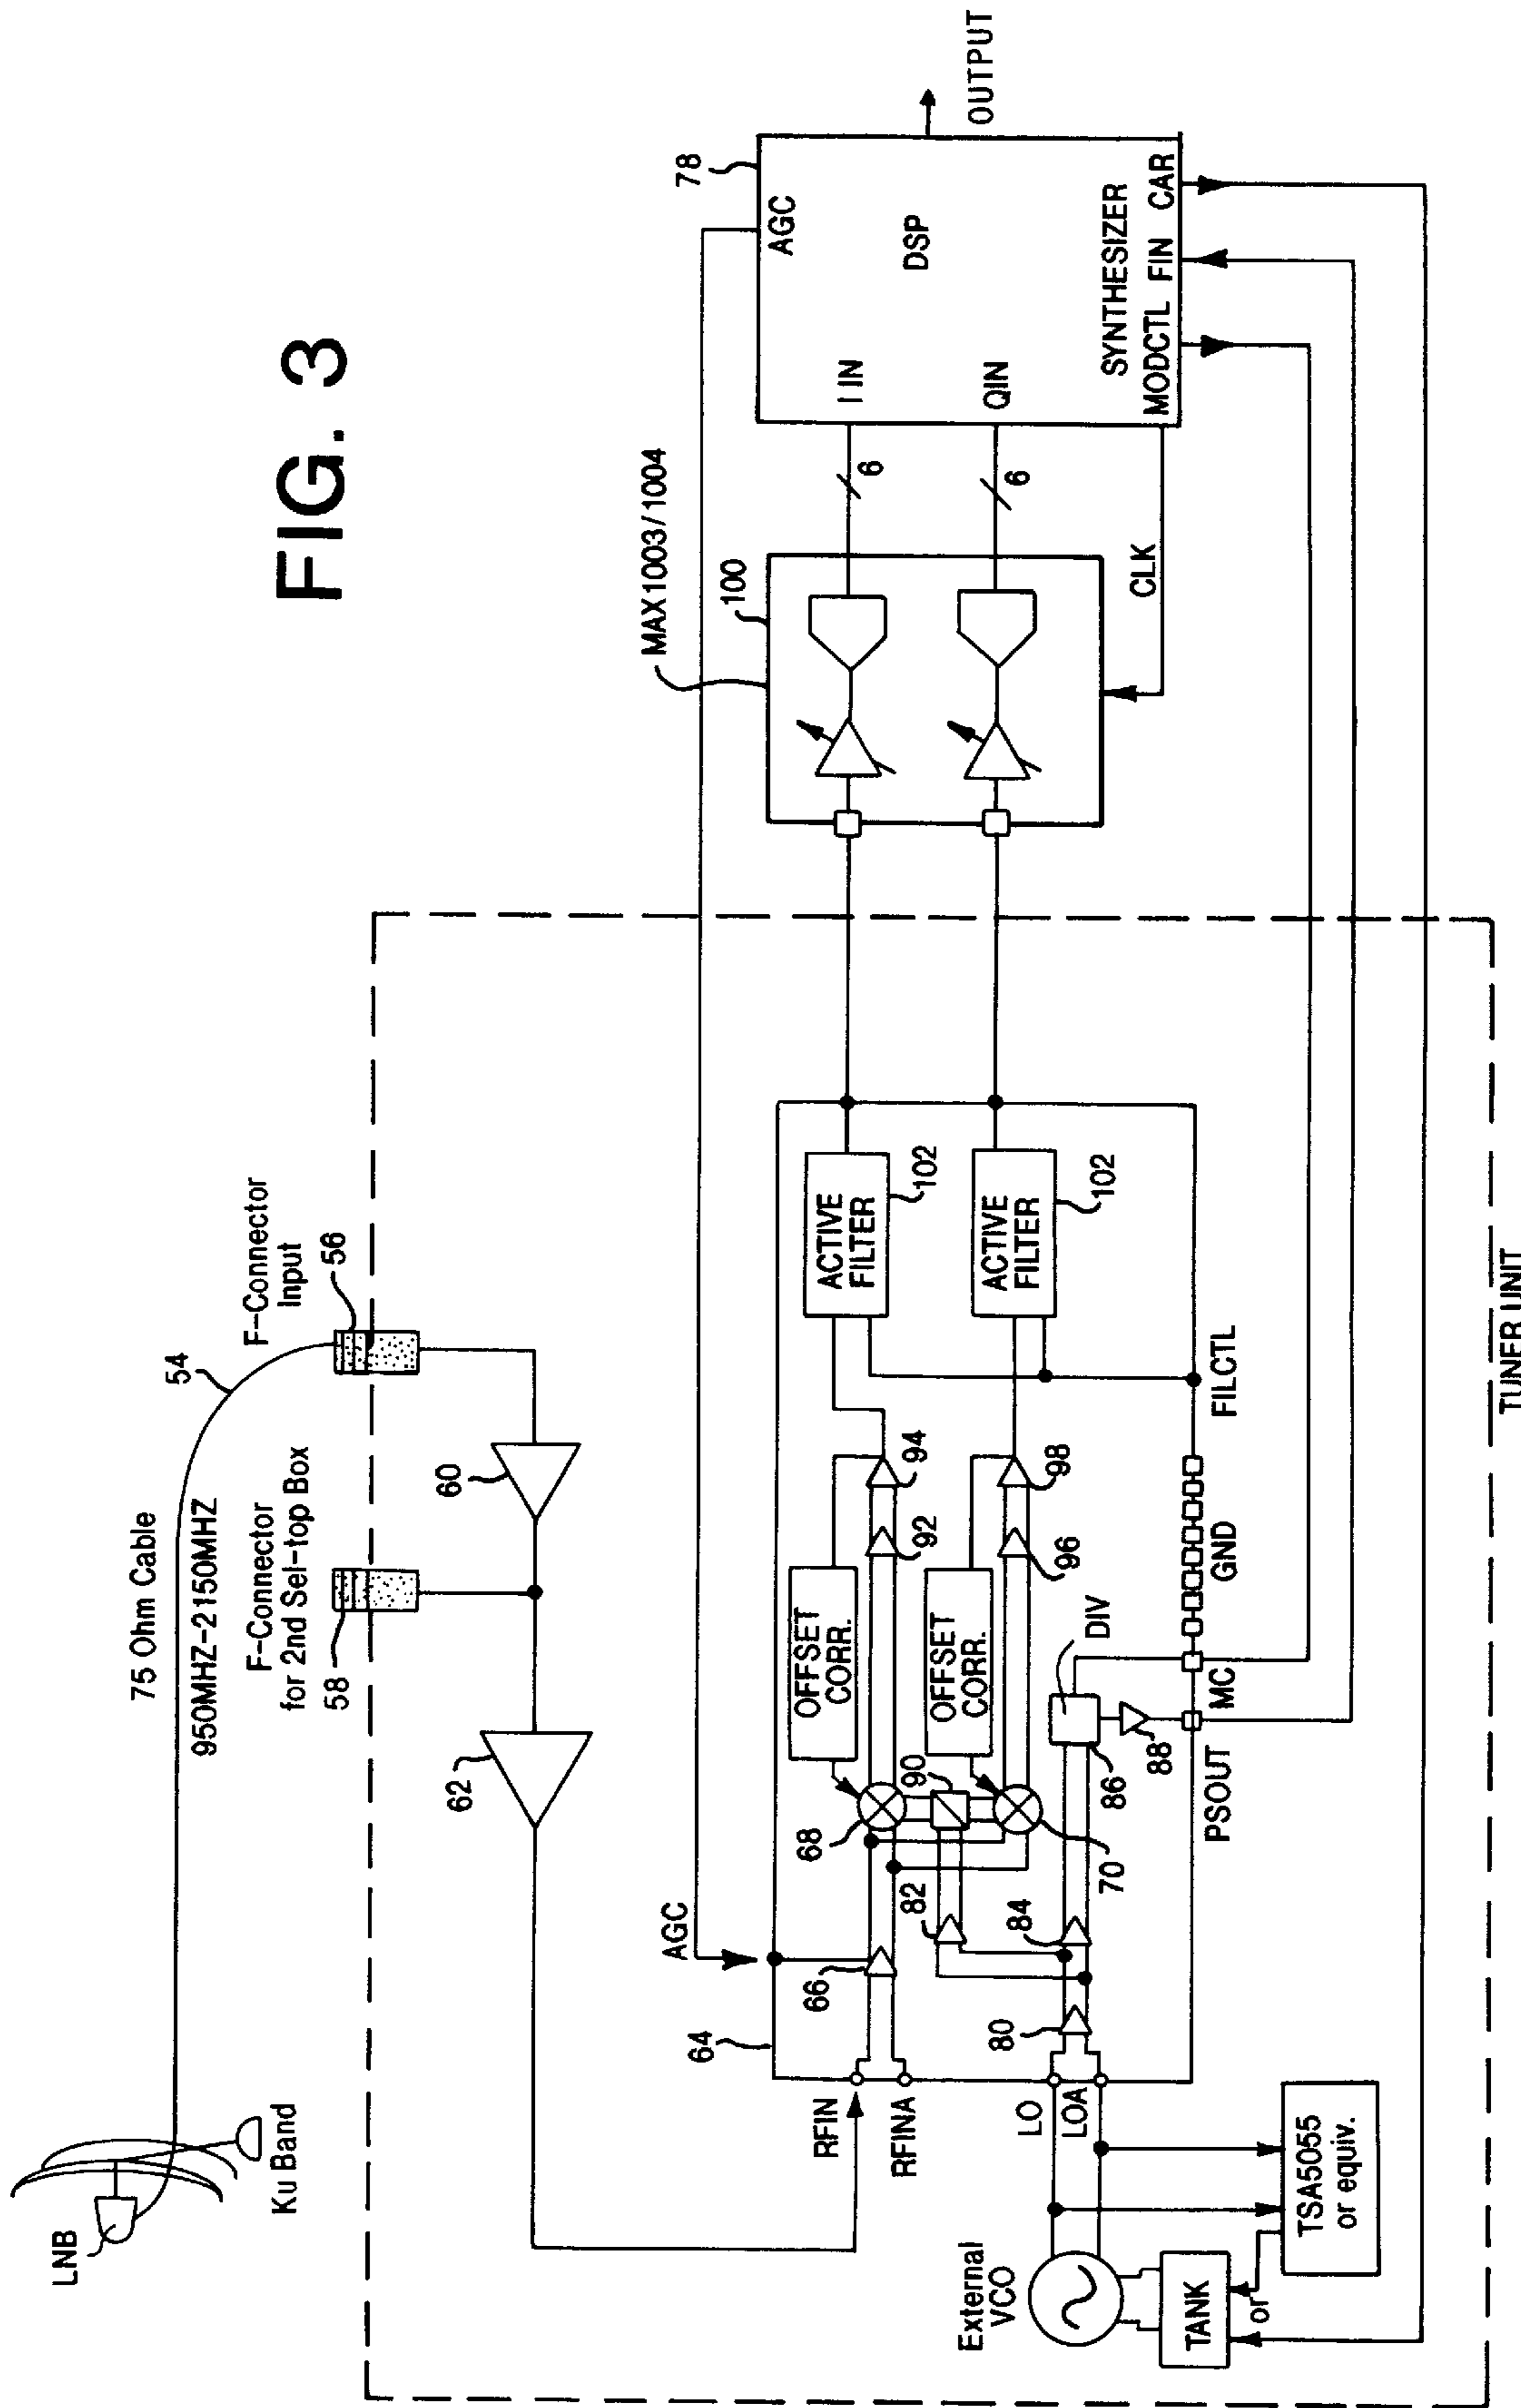 FIG. 3
LNB
Ku Band
75 Ohm Cable
950MHZ-2150MHZ
54
F-Connector
for 2nd Sel-top Box
58
F-Connector
Input
56
62
60
AGC
64
66
RFIN
RFINA
68
82
90
OFFSET
CORR.
92
94
ACTIVE
FILTER
102
OFFSET
CORR.
96
98
ACTIVE
FILTER
102
External
VCO
TANK
or
TSA5055
or equiv.
LO
LOA
80
84
70
86
DIV
88
PSOUT
MC
GND
FILCTL
TUNER UNIT
MAX1003/1004
100
6
6
CLK
78
AGC
DSP
I IN
QIN
SYNTHESIZER
MODCTL FIN CAR
OUTPUT